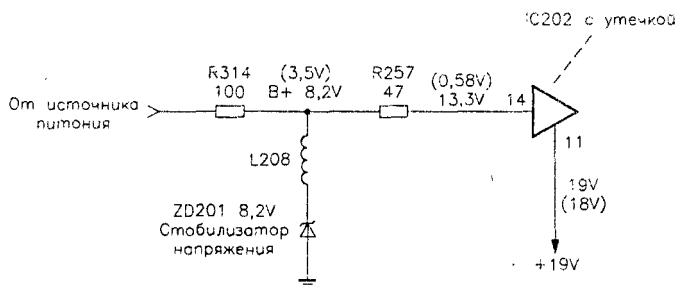 IC202 с утечкой
R314
100
(3,5V)
B+ 8,2V
R257
47
(0,58V)
13,3V
14
От источника
питания
11
L208
19V
(18V)
ZD201 8,2V
Стабилизатор
напряжения
+19V